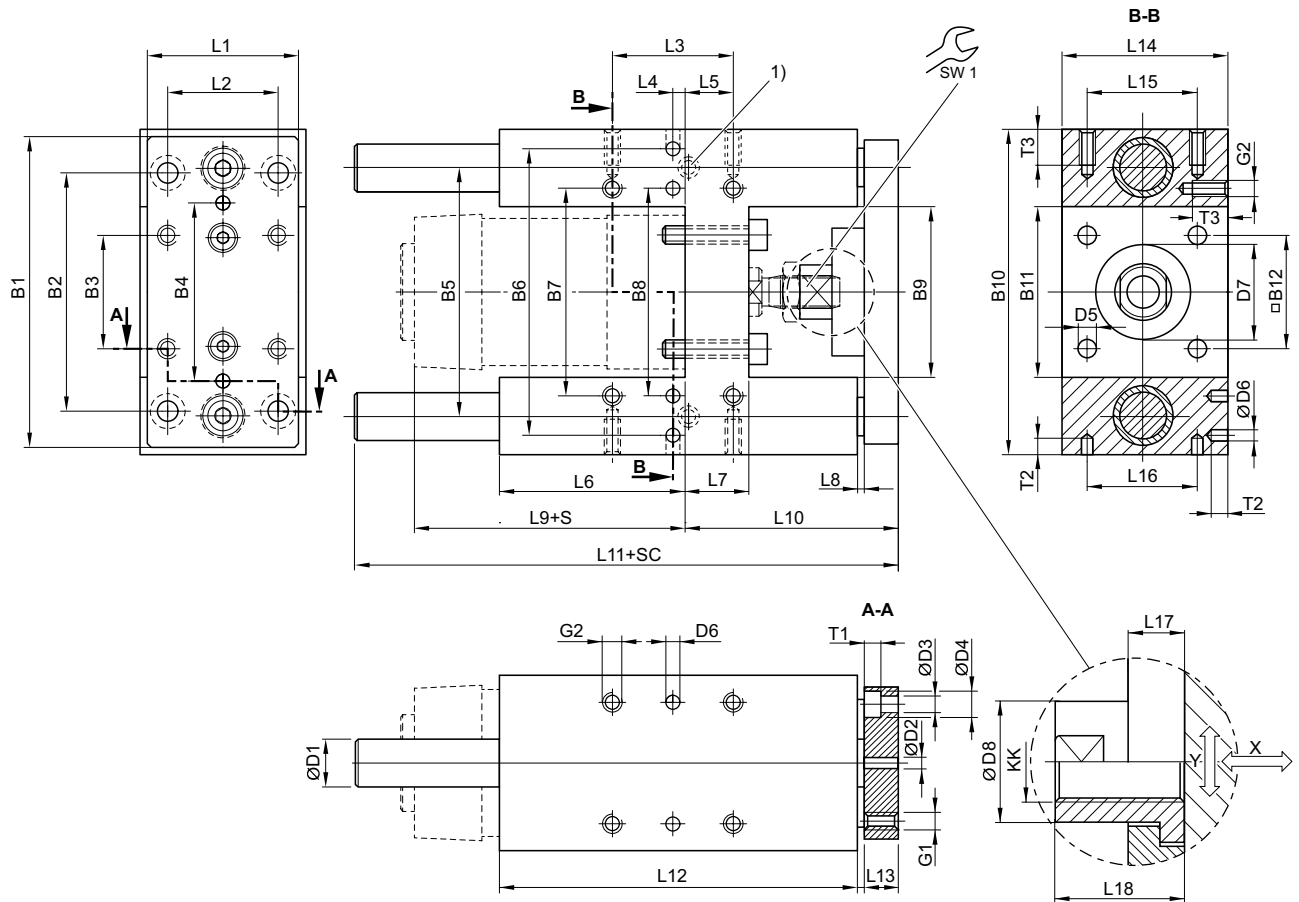 B-B
L1
L2
L3
L4
L5
1)
SW 1
L14
L15
B
B1
B2
B3
B4
A
A
B5
B6
B7
B8
B9
B10
B11
T3
G2
T3
D5
D7
□B12
ØD6
T2
L16
T2
B
L6
L7
L8
L9+S
L10
L11+SC
A-A
G2
D6
T1
ØD3
ØD4
ØD2
ØD1
G1
L12
L13
L17
ØD8
KK
Y
X
L18